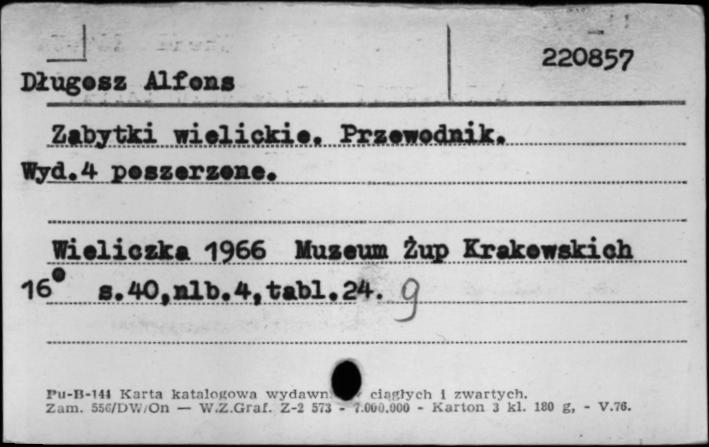 220857
Długosz Alfons
Zabytki wielickie. Przewodnik.
Wyd.4 poszerzone.
Wieliczka 1966 Muzeum Żup Krakowskich
16° s.40,nlb.4,tabl.24. g
Pu-B-144 Karta katalogowa wydawn. ciągłych i zwartych.
Zam. 556/DW/On — W.Z.Graf. Z-2 573 - 7.000.000 - Karton 3 kl. 180 g, - V.76.